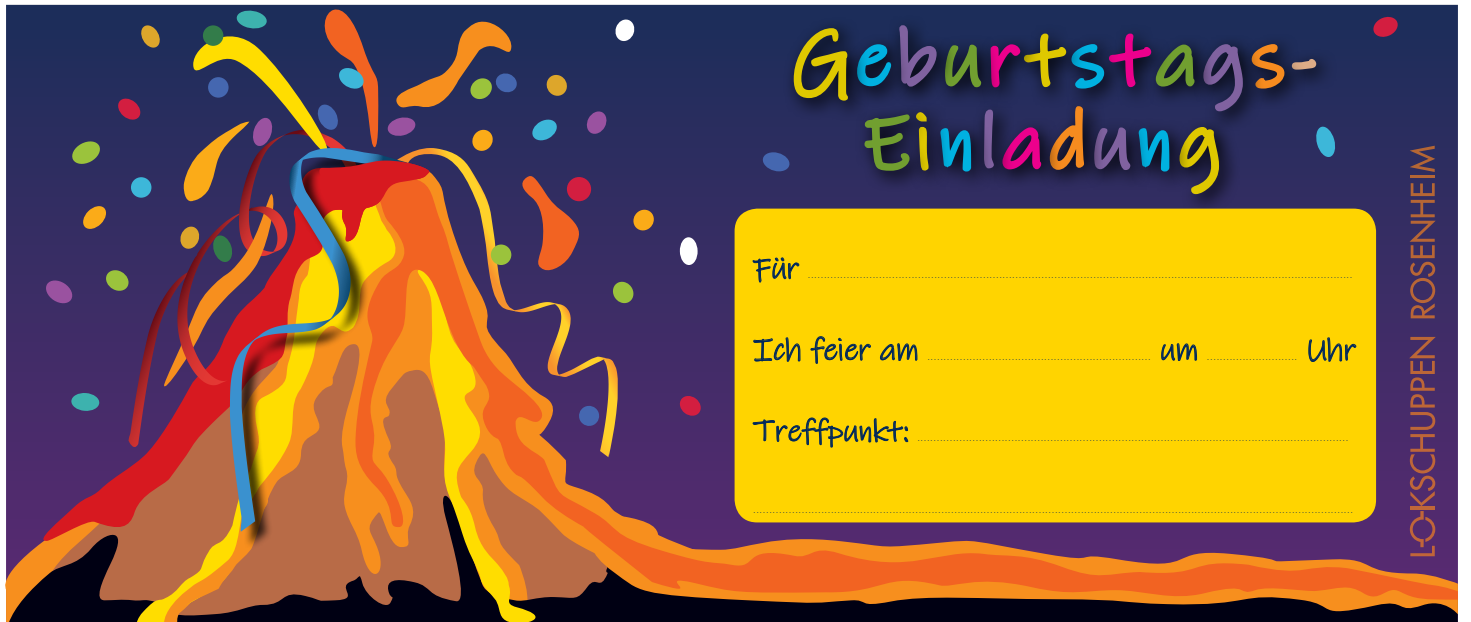 Geburtstags-
Einladung
Für
Ich feier am um Uhr
Treffpunkt:
LOKSCHUPPEN ROSENHEIM